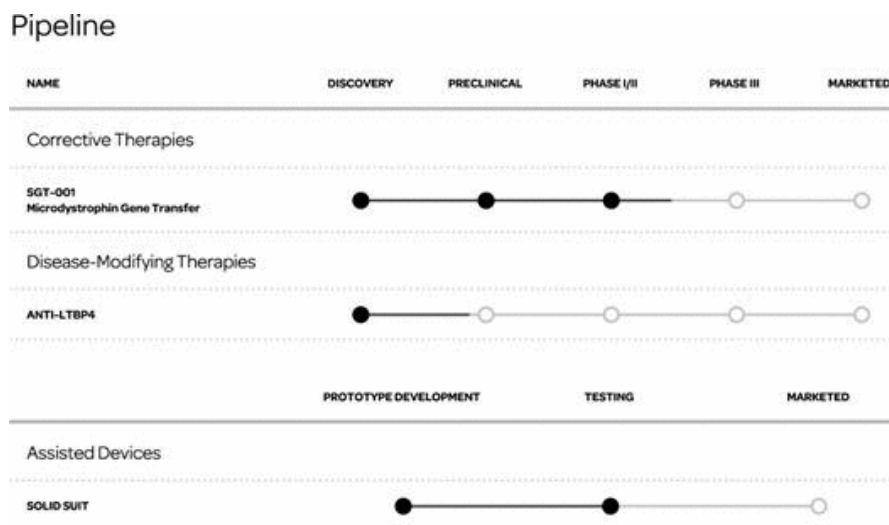 Pipeline
NAME DISCOVERY PRECLINICAL PHASE I/II PHASE III MARKETED
Corrective Therapies
SGT-001
Microdystrophin Gene Transfer
Disease-Modifying Therapies
ANTI-LTBP4
PROTOTYPE DEVELOPMENT TESTING MARKETED
Assisted Devices
SOLID SUIT